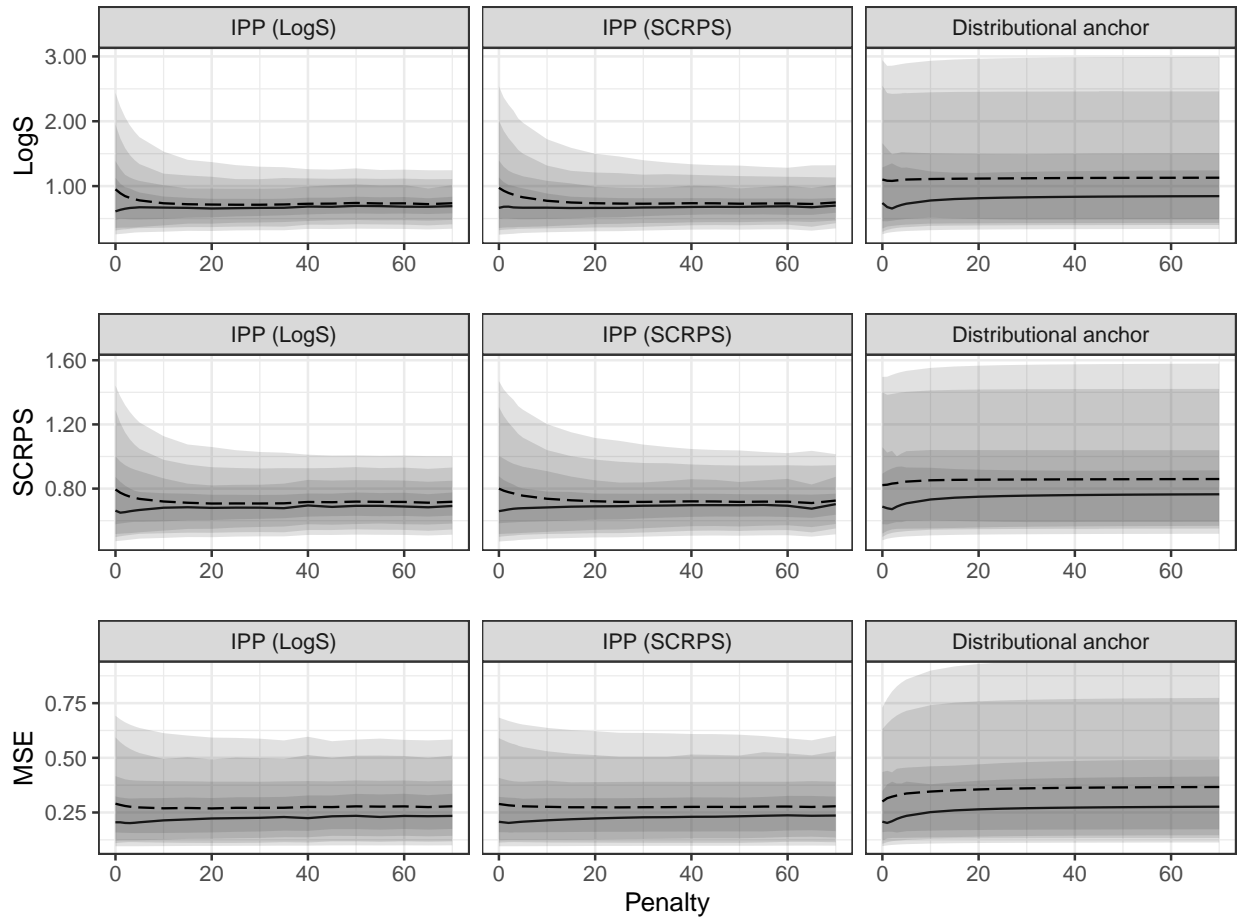 IPP (LogS) IPP (SCRPS) Distributional anchor
LogS
3.00
2.00
1.00
0 20 40 60 0 20 40 60 0 20 40 60
IPP (LogS) IPP (SCRPS) Distributional anchor
SCRPS
1.60
1.20
0.80
0 20 40 60 0 20 40 60 0 20 40 60
IPP (LogS) IPP (SCRPS) Distributional anchor
MSE
0.75
0.50
0.25
0 20 40 60 0 20 40 60 0 20 40 60
Penalty